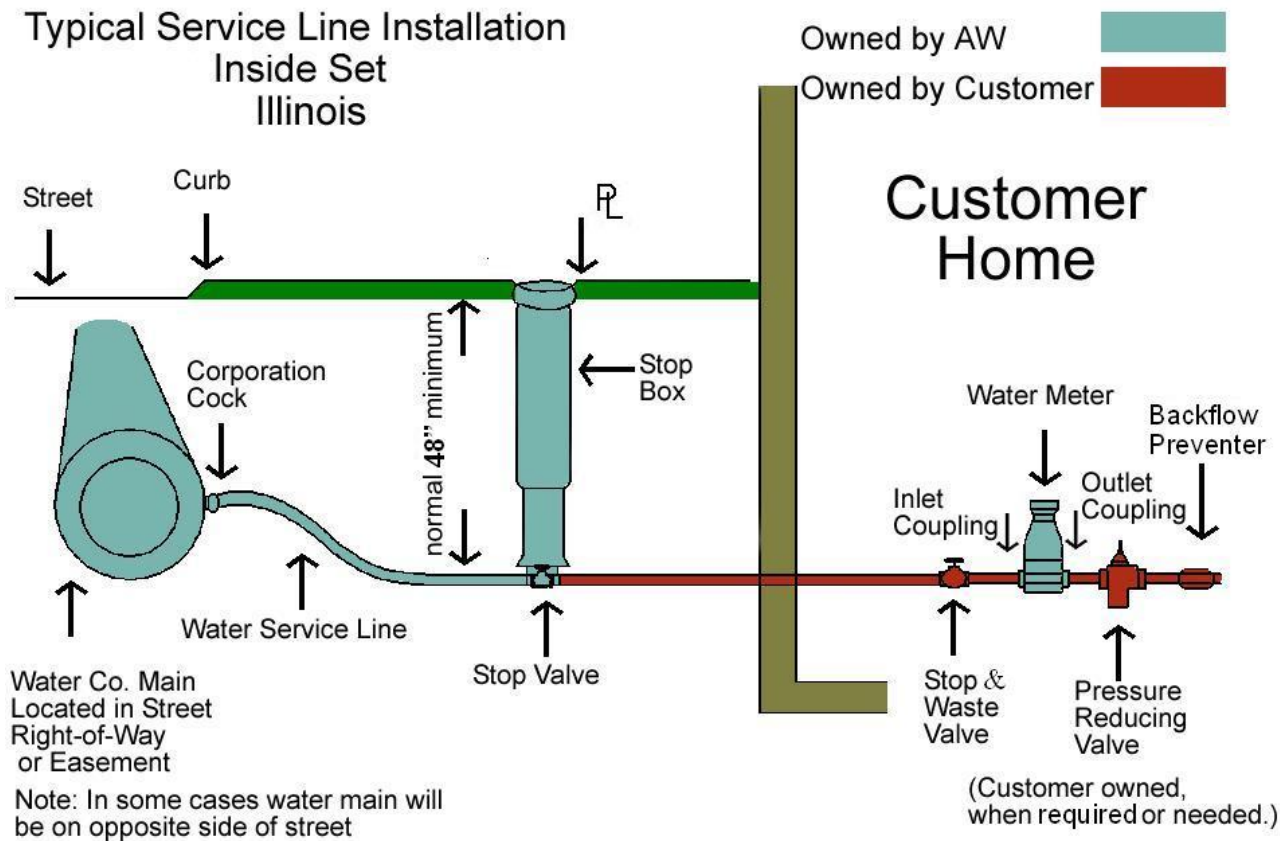 Typical Service Line Installation
Inside Set
Illinois
Owned by AW
Owned by Customer
Customer
Home
Street
Curb
PL
Corporation
Cock
normal 48” minimum
Stop
Box
Water Meter
Backflow
Preventer
Inlet
Coupling
Outlet
Coupling
Water Service Line
Stop Valve
Stop &
Waste
Valve
Pressure
Reducing
Valve
Water Co. Main
Located in Street
Right-of-Way
or Easement
(Customer owned,
when required or needed.)
Note: In some cases water main will
be on opposite side of street